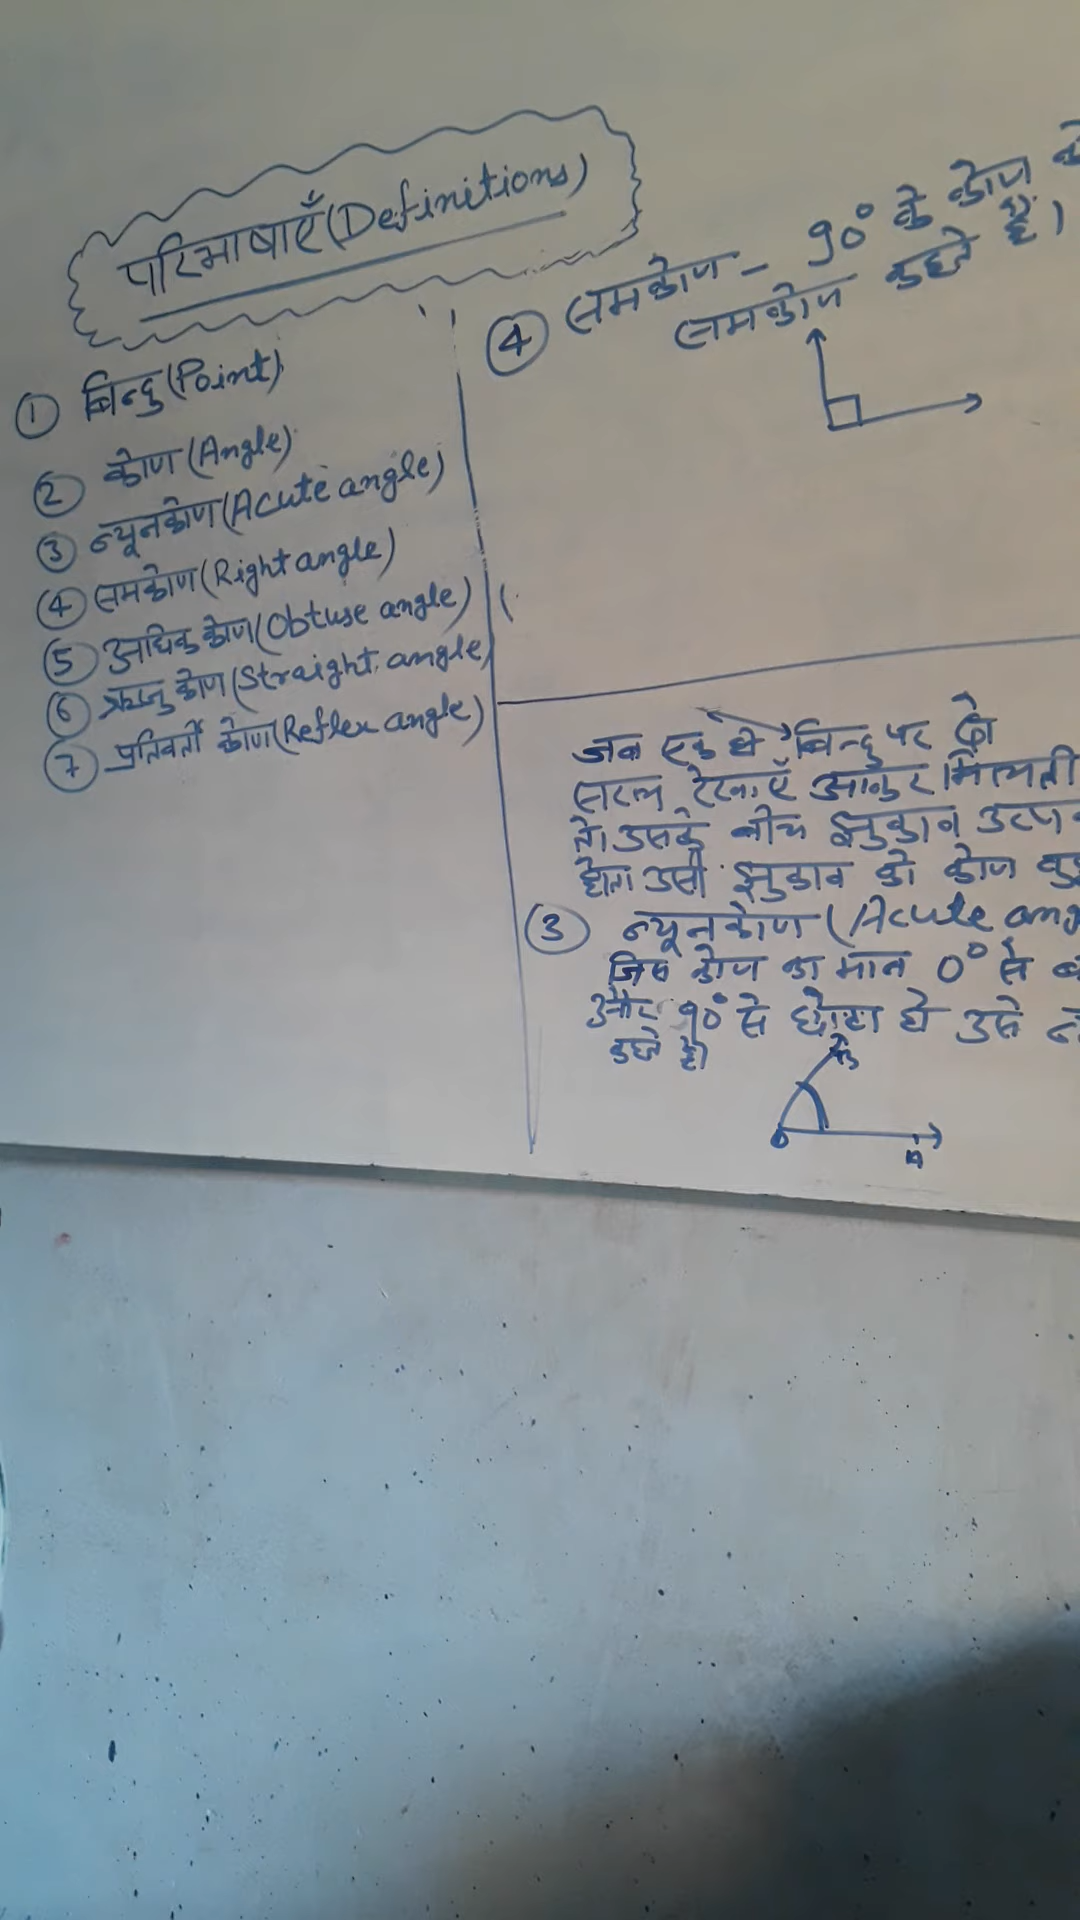 परिभाषाएँ (Definitions)
① बिन्दु (Point)
② कोण (Angle)
③ न्यूनकोण (Acute angle)
④ समकोण (Right angle)
⑤ अधिक कोण (Obtuse angle)
⑥ ऋजु कोण (Straight angle)
⑦ प्रतिवर्ती कोण (Reflex angle)
④ समकोण - 90° के कोण
समकोण कहते हैं।
जब एक ही बिन्दु पर दो
सरल रेखाएँ आकर मिलती
तो उसके बीच झुकाव
होता उसी झुकाव को कोण
③ न्यूनकोण (Acute ang
जिस कोण का मान 0° से
और 90° से छोटा हो उसे
कहते है।
B
O
A